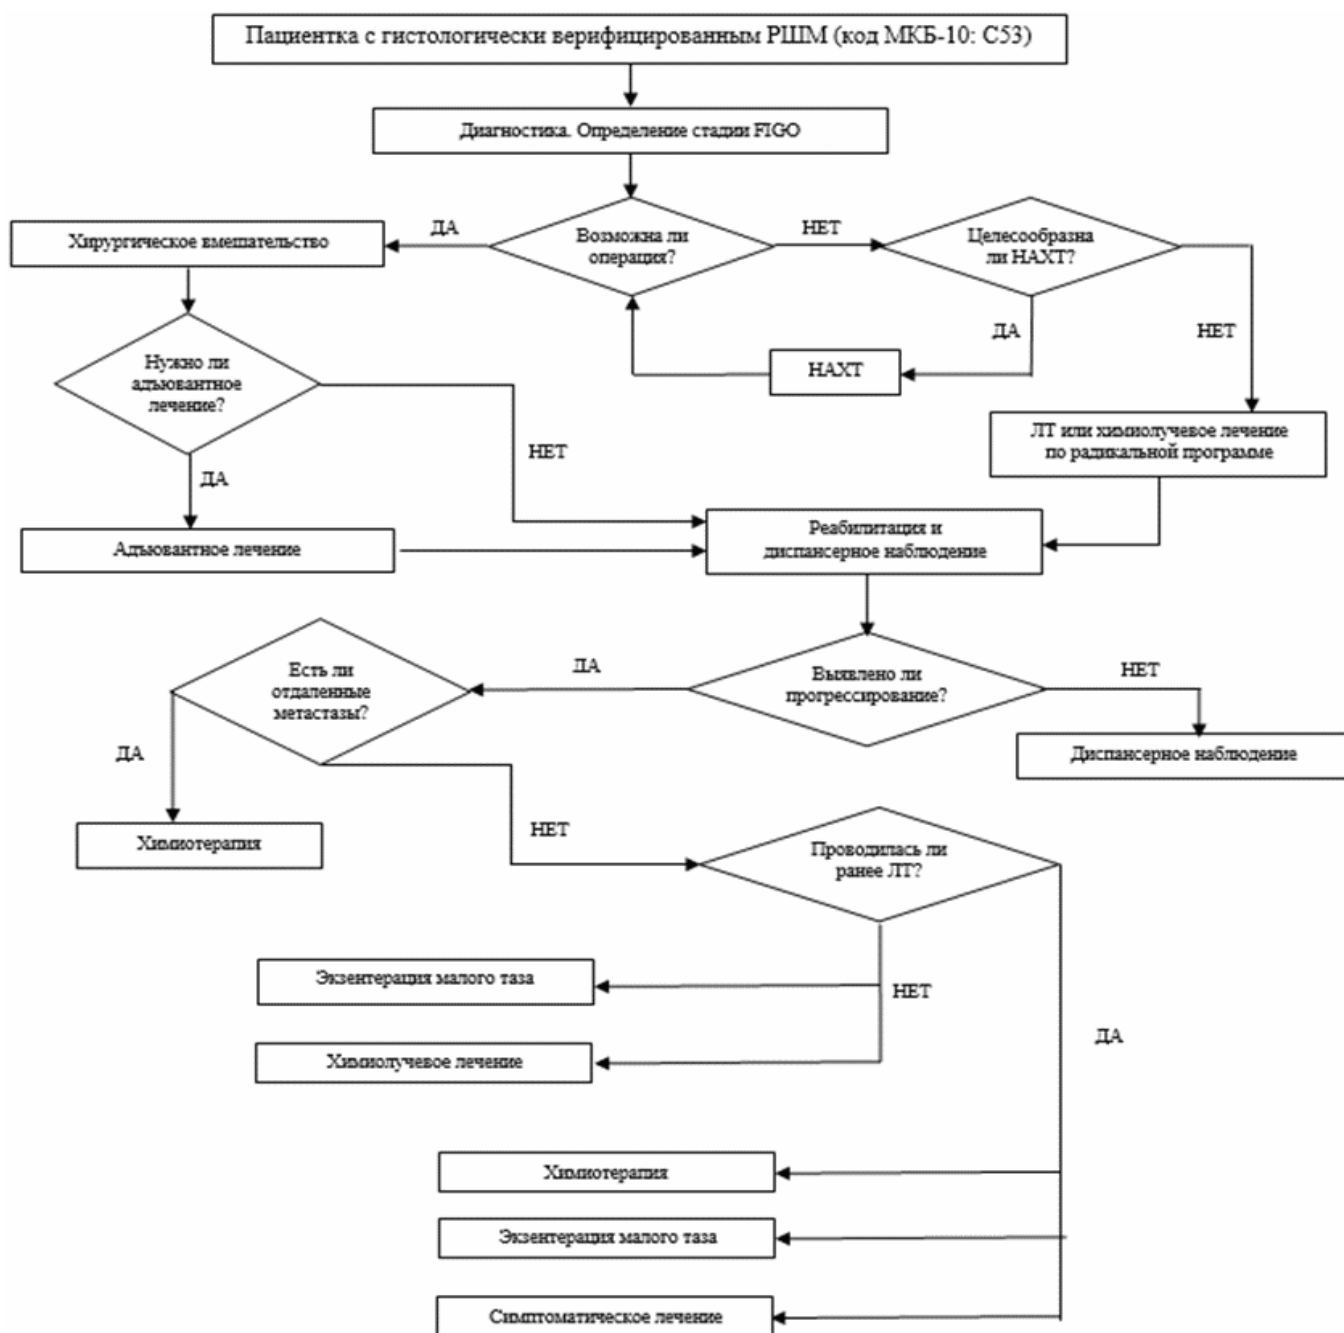 Пациентка с гистологически верифицированным РШМ (код МКБ-10: C53)
Диагностика. Определение стадии FIGO
ДА
НЕТ
Хирургическое вмешательство
Возможна ли
операция?
Целесообразна
ли НАХТ?
ДА
НЕТ
НАХТ
Нужно ли
адъювантное
лечение?
НЕТ
ДА
ЛТ или химиолучевое лечение
по радикальной программе
Адъювантное лечение
Реабилитация и
диспансерное наблюдение
Есть ли
отдаленные
метастазы?
ДА
Выявлено ли
прогрессирование?
НЕТ
Диспансерное наблюдение
ДА
Химиотерапия
НЕТ
Проводилась ли
ранее ЛТ?
Экзентерация малого таза
НЕТ
Химиолучевое лечение
ДА
Химиотерапия
Экзентерация малого таза
Симптоматическое лечение